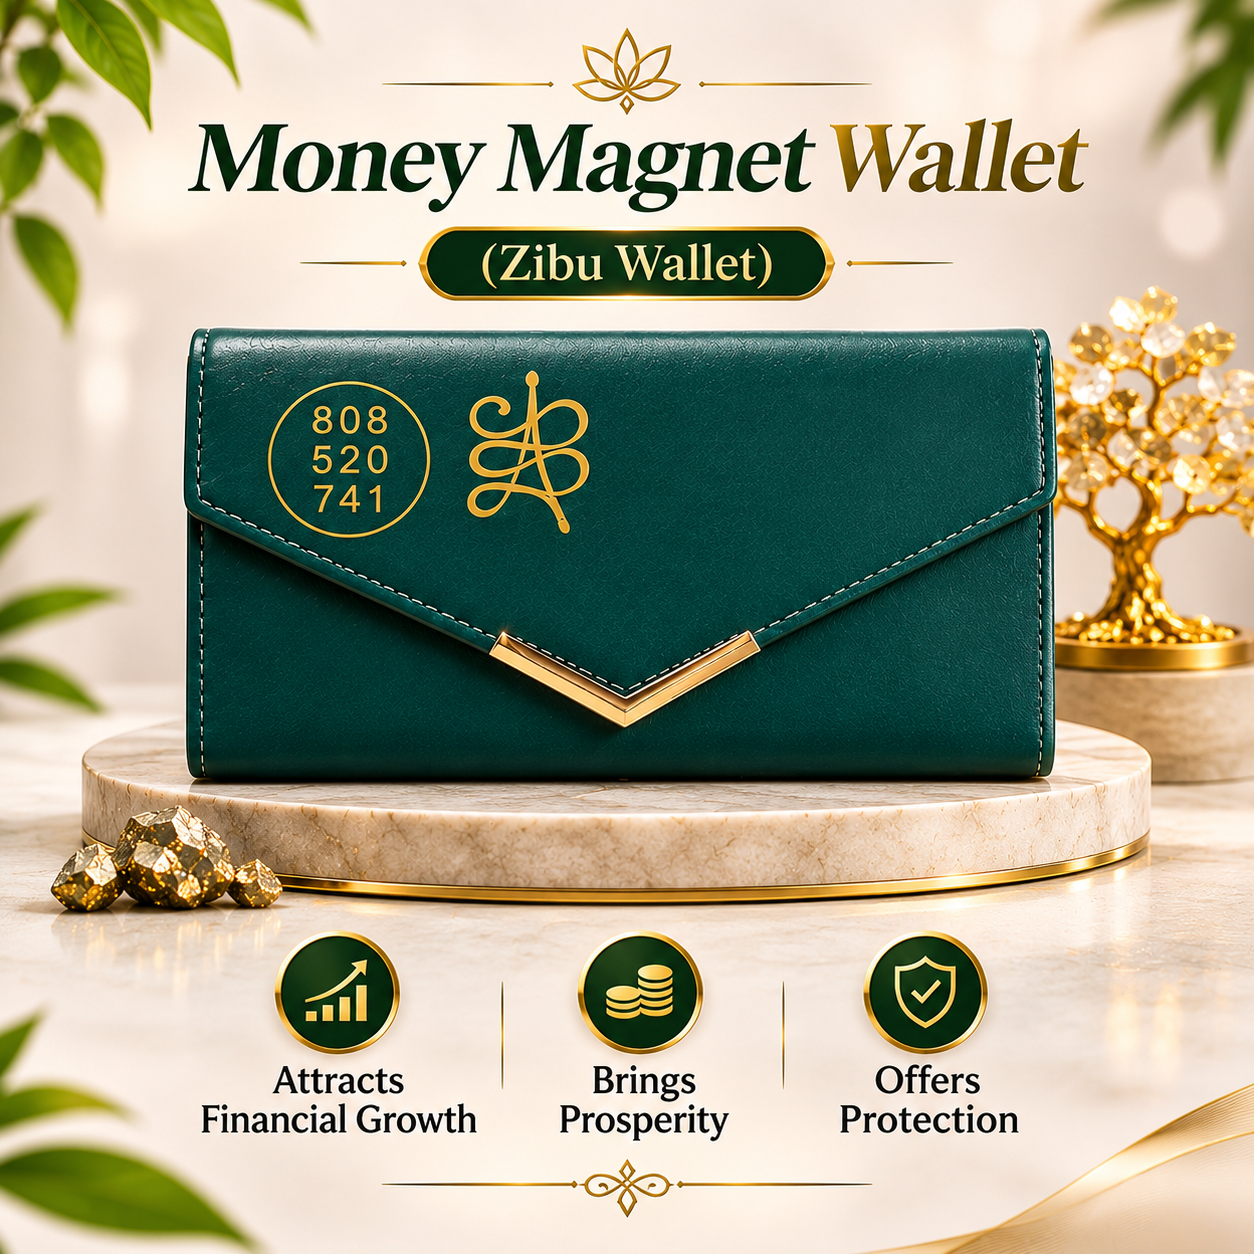 Money Magnet Wallet
(Zibu Wallet)
808
520
741
Attracts
Financial Growth
Brings
Prosperity
Offers
Protection